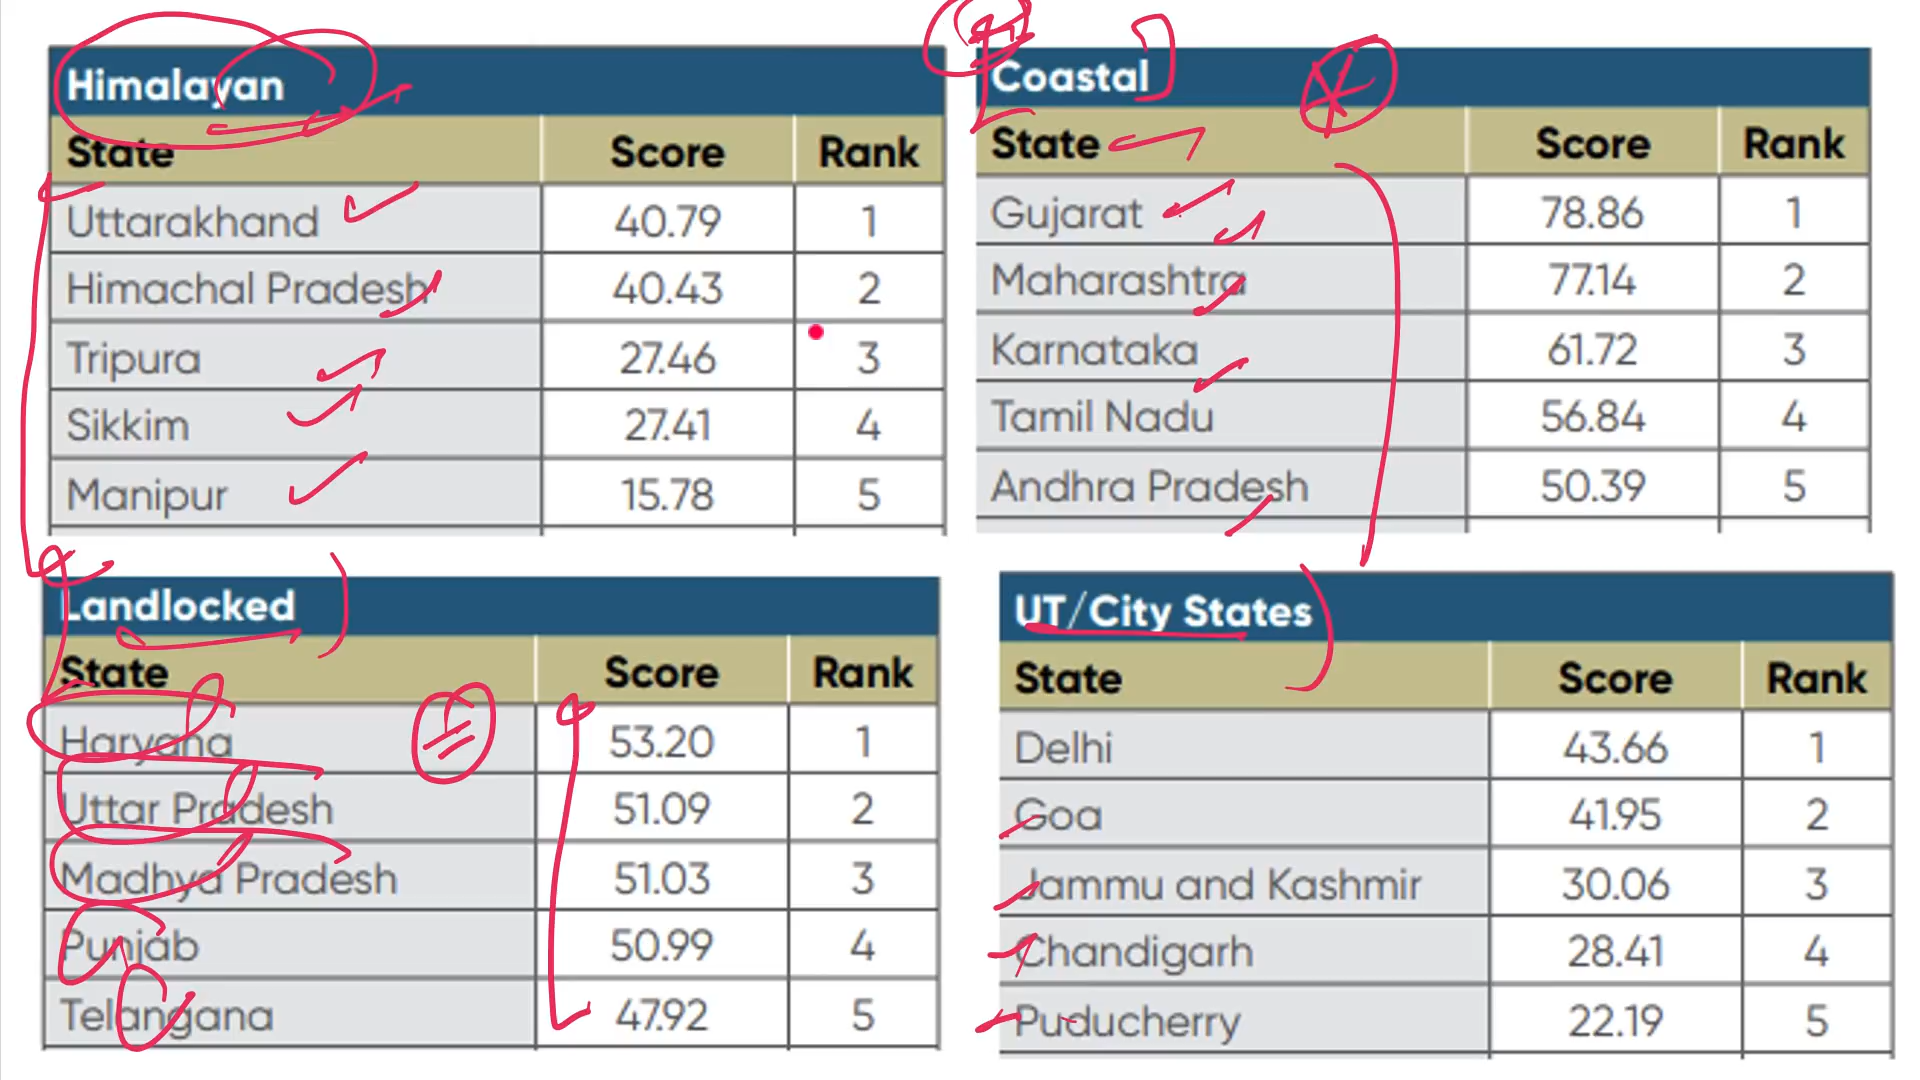 Himalayan
State Score Rank
Uttarakhand 40.79 1
Himachal Pradesh 40.43 2
Tripura 27.46 3
Sikkim 27.41 4
Manipur 15.78 5
Coastal
State Score Rank
Gujarat 78.86 1
Maharashtra 77.14 2
Karnataka 61.72 3
Tamil Nadu 56.84 4
Andhra Pradesh 50.39 5
Landlocked
State Score Rank
Haryana 53.20 1
Uttar Pradesh 51.09 2
Madhya Pradesh 51.03 3
Punjab 50.99 4
Telangana 47.92 5
UT/City States
State Score Rank
Delhi 43.66 1
Goa 41.95 2
Jammu and Kashmir 30.06 3
Chandigarh 28.41 4
Puducherry 22.19 5